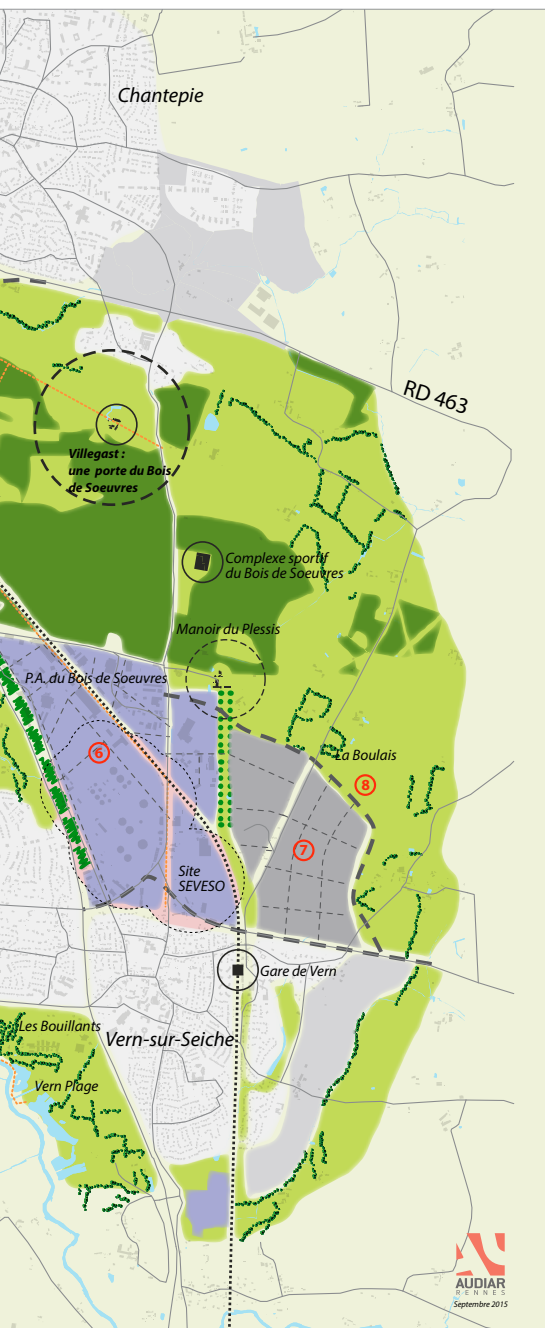 Chantepie
RD 463
Villegast :
une porte du Bois
de Soeuvres
Complexe sportif
du Bois de Soeuvres
Manoir du Plessis
P.A. du Bois de Soeuvres
6
La Boulais
8
7
Site
SEVESO
Gare de Vern
Les Bouillants
Vern-sur-Seiche
Vern Plage
AUDIAR
RENNES
Septembre 2015